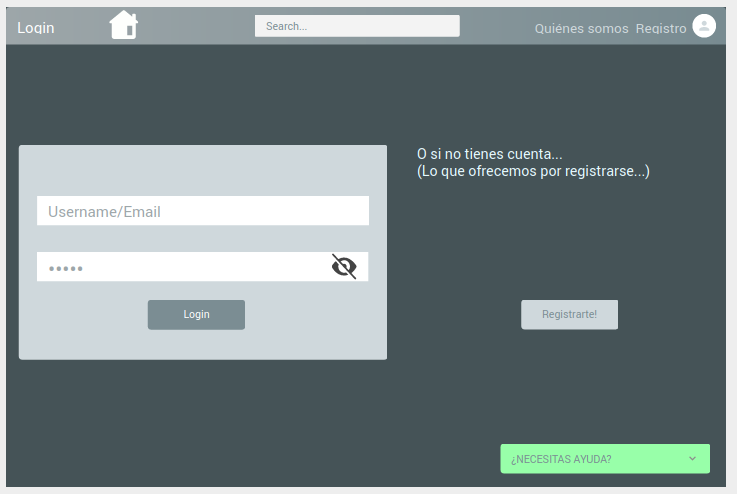 Login
Search...
Quiénes somos Registro
O si no tienes cuenta...
(Lo que ofrecemos por registrarse...)
Username/Email
•••••
Login
Registrarte!
¿NECESITAS AYUDA?